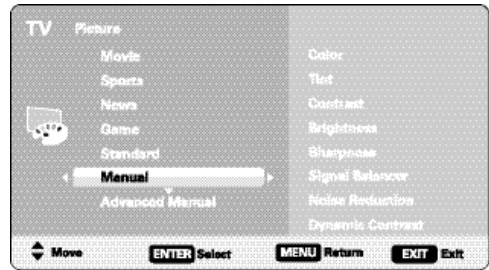 TV Picture
Movie
Sports
News
Game
Standard
Manual
Advanced Manual
Color
Tint
Contrast
Brightness
Sharpness
Signal Balancer
Noise Reduction
Dynamic Contrast
Move ENTER Select MENU Return EXIT Exit